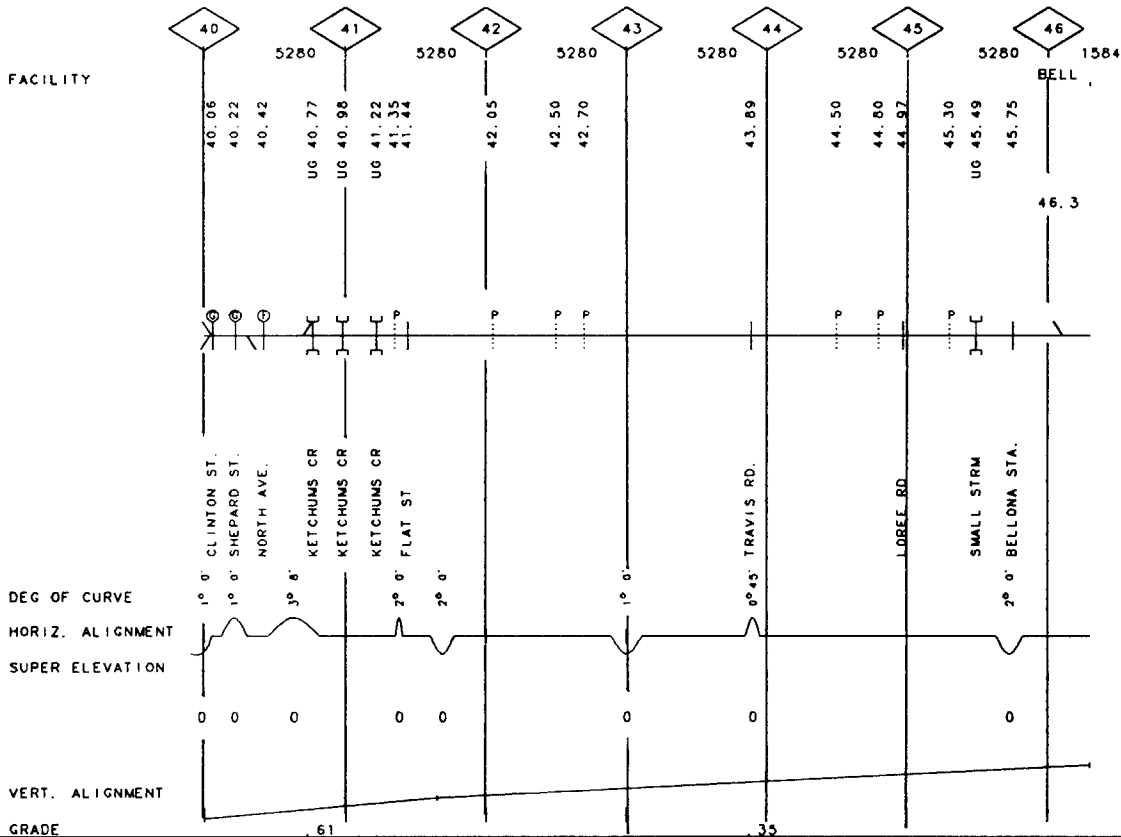 40 41 42 43 44 45 46
5280 5280 5280 5280 5280 5280 1584
FACILITY
BELL
40.06
40.22
40.42
UG 40.77
UG 40.98
UG 41.22
41.35
41.44
42.05
42.50
42.70
43.89
44.50
44.80
44.97
45.30
UG 45.49
45.75
46.3
G G F P P P P P P P
CLINTON ST.
SHEPARD ST.
NORTH AVE.
KETCHUMS CR
KETCHUMS CR
KETCHUMS CR
FLAT ST
TRAVIS RD.
LOREE RD
SMALL STRM
BELLONA STA.
DEG OF CURVE
1° 0' 1° 0' 3° 8' 2° 0' 2° 0' 1° 0' 0° 45' 2° 0'
HORIZ. ALIGNMENT
SUPER ELEVATION
0 0 0 0 0 0 0 0
VERT. ALIGNMENT
GRADE .61 .35